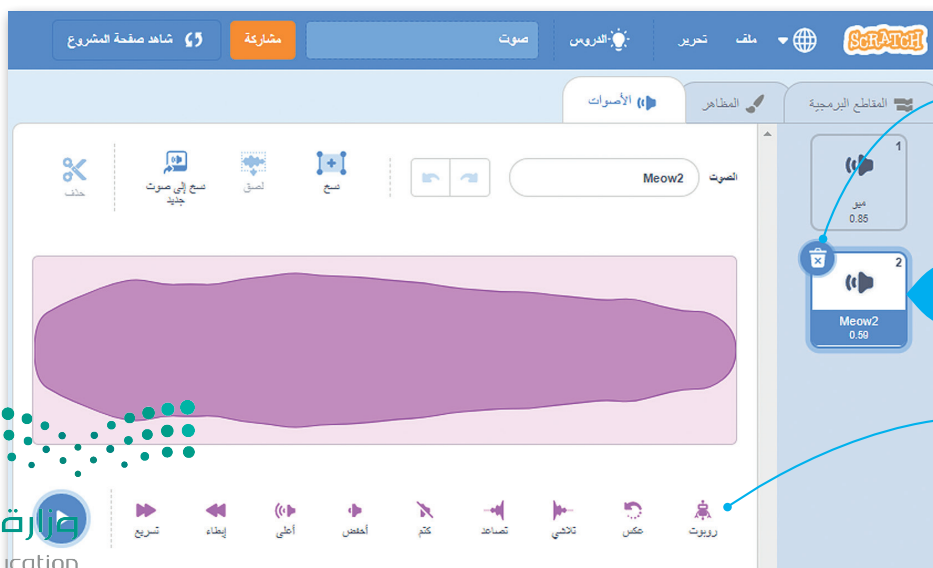 SCRATCH
ملف
تحرير
الدروس
صوت
مشاركة
شاهد صفحة المشروع
المقاطع البرمجية
المظاهر
الأصوات
1
ميو
0.85
2
Meow2
0.59
الصوت
Meow2
نسخ
لصق
نسخ إلى صوت
جديد
حذف
روبوت
عكس
تلاشي
تصاعد
كتم
أخفض
أعلى
إبطاء
تسريع
وزارة
ucation